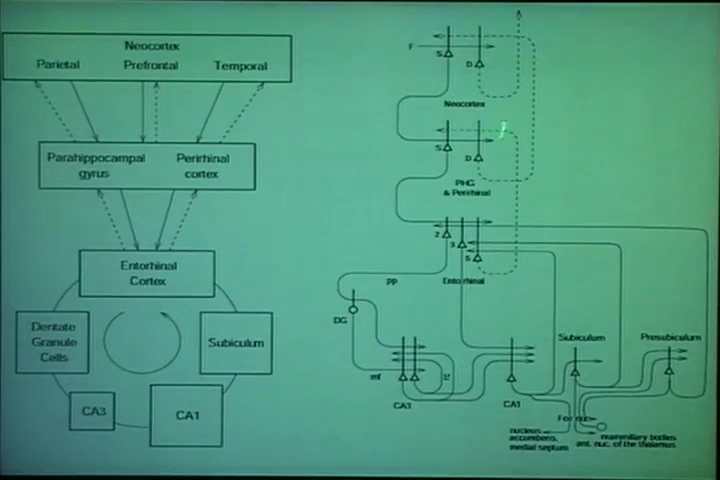 Neocortex
Parietal Prefrontal Temporal
Parahippocampal
gyrus
Perirhinal
cortex
Entorhinal
Cortex
Dentate
Granule
Cells
Subiculum
CA3
CA1
F
S
D
Neocortex
S
D
PHG
& Perirhinal
2
3
5
pp
Entorhinal
DG
Subiculum
Presubiculum
mf
CA3
CA1
nucleus
accumbens,
medial septum
mammillary bodies
ant. nuc. of the thalamus